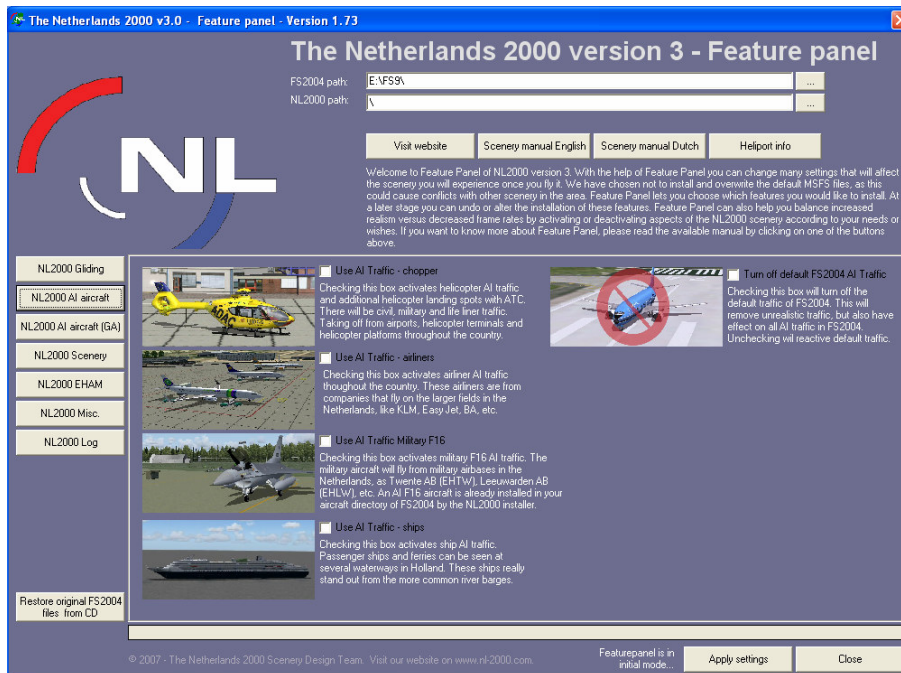 The Netherlands 2000 v3.0 - Feature panel - Version 1.73
The Netherlands 2000 version 3 - Feature panel
FS2004 path:
E:\FS9\
...
NL2000 path:
\
...
NL
Visit website
Scenery manual English
Scenery manual Dutch
Heliport info
Welcome to Feature Panel of NL2000 version 3. With the help of Feature Panel you can change many settings that will affect
the scenery you will experience once you fly it. We have chosen not to install and overwrite the default MSFS files, as this
could cause conflicts with other scenery in the area. Feature Panel lets you choose which features you would like to install. At
a later stage you can undo or alter the installation of these features. Feature Panel can also help you balance increased
realism versus decreased frame rates by activating or deactivating aspects of the NL2000 scenery according to your needs or
wishes. If you want to know more about Feature Panel, please read the available manual by clicking on one of the buttons
above.
NL2000 Gliding
NL2000 AI aircraft
NL2000 AI aircraft (GA)
NL2000 Scenery
NL2000 EHAM
NL2000 Misc.
NL2000 Log
Restore original FS2004
files from CD
Use AI Traffic - chopper
Checking this box activates helicopter AI traffic
and additional helicopter landing spots with ATC.
There will be civil, military and life liner traffic.
Taking off from airports, helicopter terminals and
helicopter platforms throughout the country.
Use AI Traffic - airliners
Checking this box activates airliner AI traffic
thoughout the country. These airliners are from
companies that fly on the larger fields in the
Netherlands, like KLM, Easy Jet, BA, etc.
Use AI Traffic Military F16
Checking this box activates military F16 AI traffic. The
military aircraft will fly from military airbases in the
Netherlands, as Twente AB (EHTW), Leeuwarden AB
(EHLW), etc. An AI F16 aircraft is already installed in your
aircraft directory of FS2004 by the NL2000 installer.
Use AI Traffic - ships
Checking this box activates ship AI traffic.
Passenger ships and ferries can be seen at
several waterways in Holland. These ships really
stand out from the more common river barges.
Turn off default FS2004 AI Traffic
Checking this box will turn off the
default traffic of FS2004. This will
remove unrealistic traffic, but also have
effect on all AI traffic in FS2004.
Unchecking wil reactive default traffic.
© 2007 - The Netherlands 2000 Scenery Design Team. Visit our website on www.nl-2000.com.
Featurepanel is in
initial mode...
Apply settings
Close